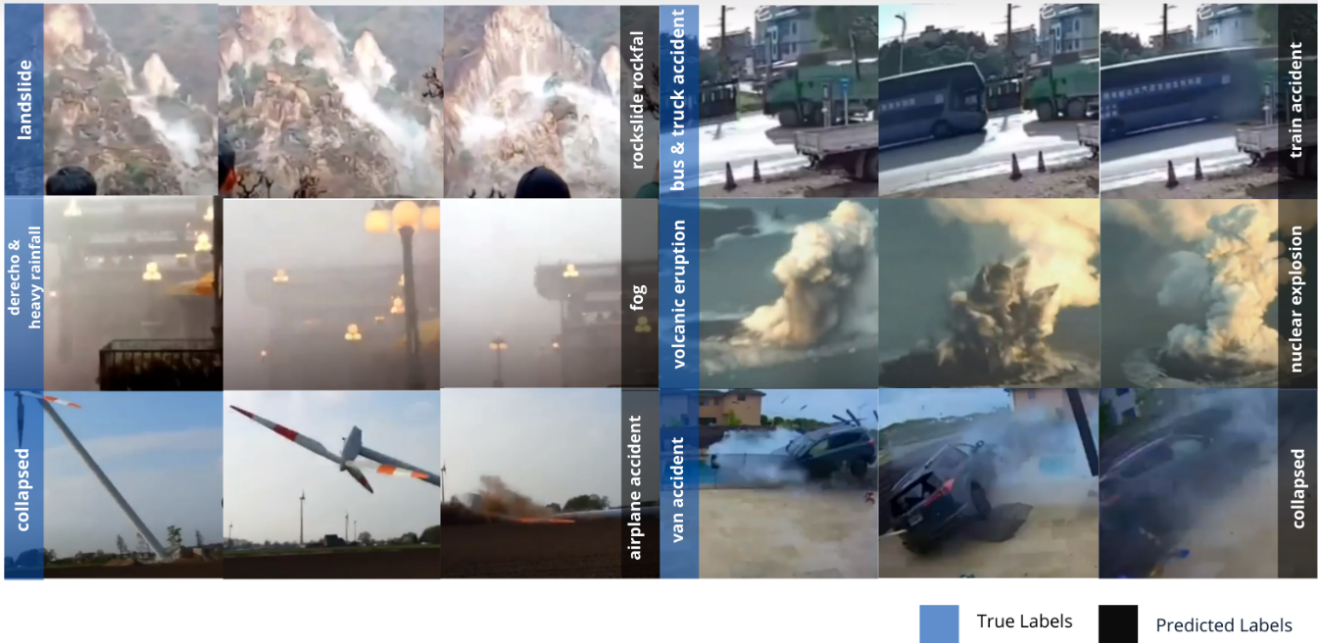 landslide
rockslide rockfal
bus & truck accident
train accident
derecho &
heavy rainfall
fog
volcanic eruption
nuclear explosion
collapsed
airplane accident
van accident
collapsed
True Labels
Predicted Labels